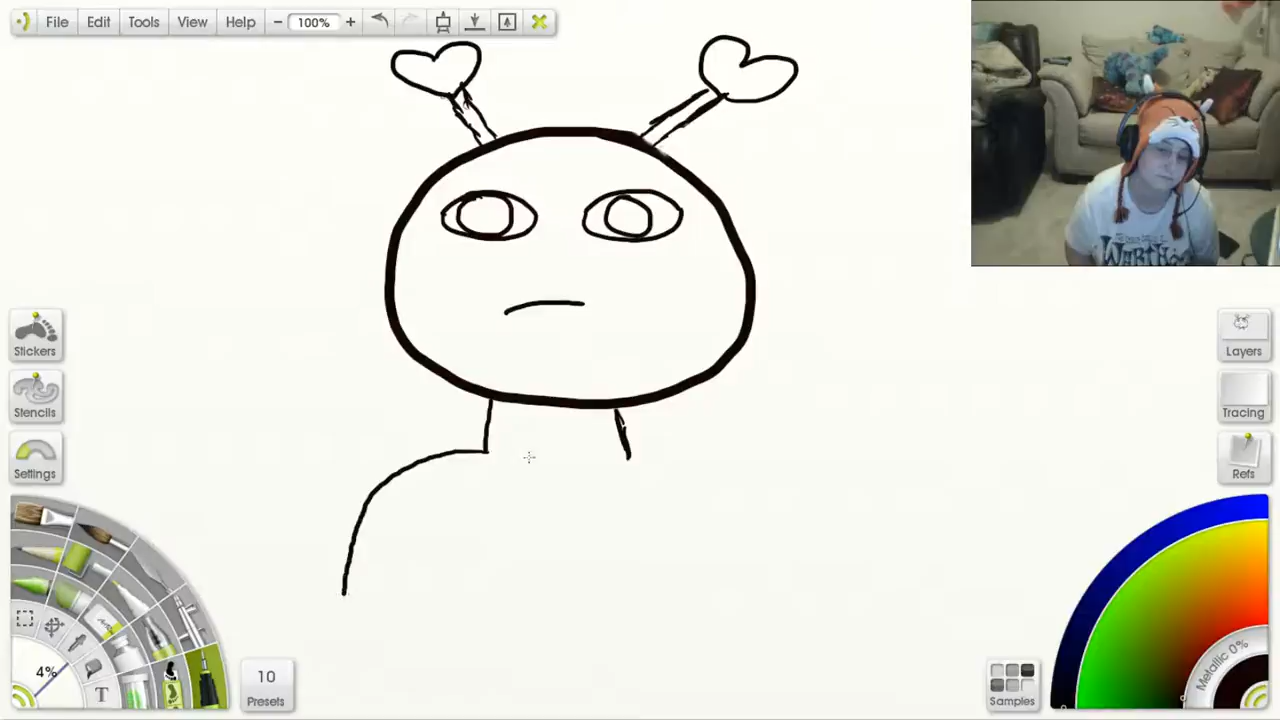 File Edit Tools View Help − 100% +
Stickers
Stencils
Settings
4%
T
10
Presets
Layers
Tracing
Refs
Samples
Metallic 0%